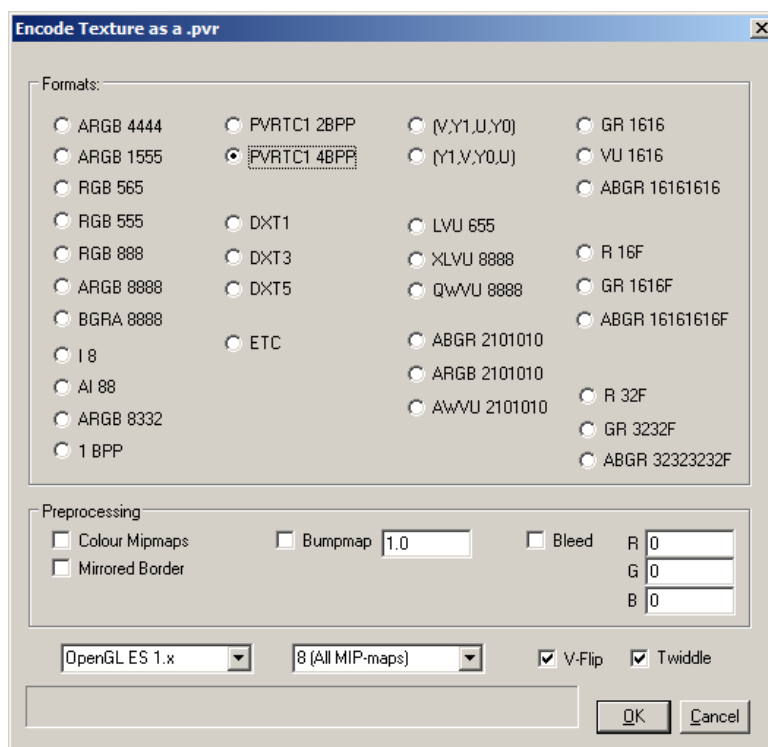 Encode Texture as a .pvr
Formats:
ARGB 4444
ARGB 1555
RGB 565
RGB 555
RGB 888
ARGB 8888
BGRA 8888
I 8
AI 88
ARGB 8332
1 BPP
PVRTC1 2BPP
PVRTC1 4BPP
DXT1
DXT3
DXT5
ETC
(V,Y1,U,Y0)
(Y1,V,Y0,U)
LVU 655
XLVU 8888
QWVU 8888
ABGR 2101010
ARGB 2101010
AWVU 2101010
GR 1616
VU 1616
ABGR 16161616
R 16F
GR 1616F
ABGR 16161616F
R 32F
GR 3232F
ABGR 32323232F
Preprocessing
Colour Mipmaps
Mirrored Border
Bumpmap 1.0
Bleed
R 0
G 0
B 0
OpenGL ES 1.x
8 (All MIP-maps)
V-Flip
Twiddle
OK
Cancel